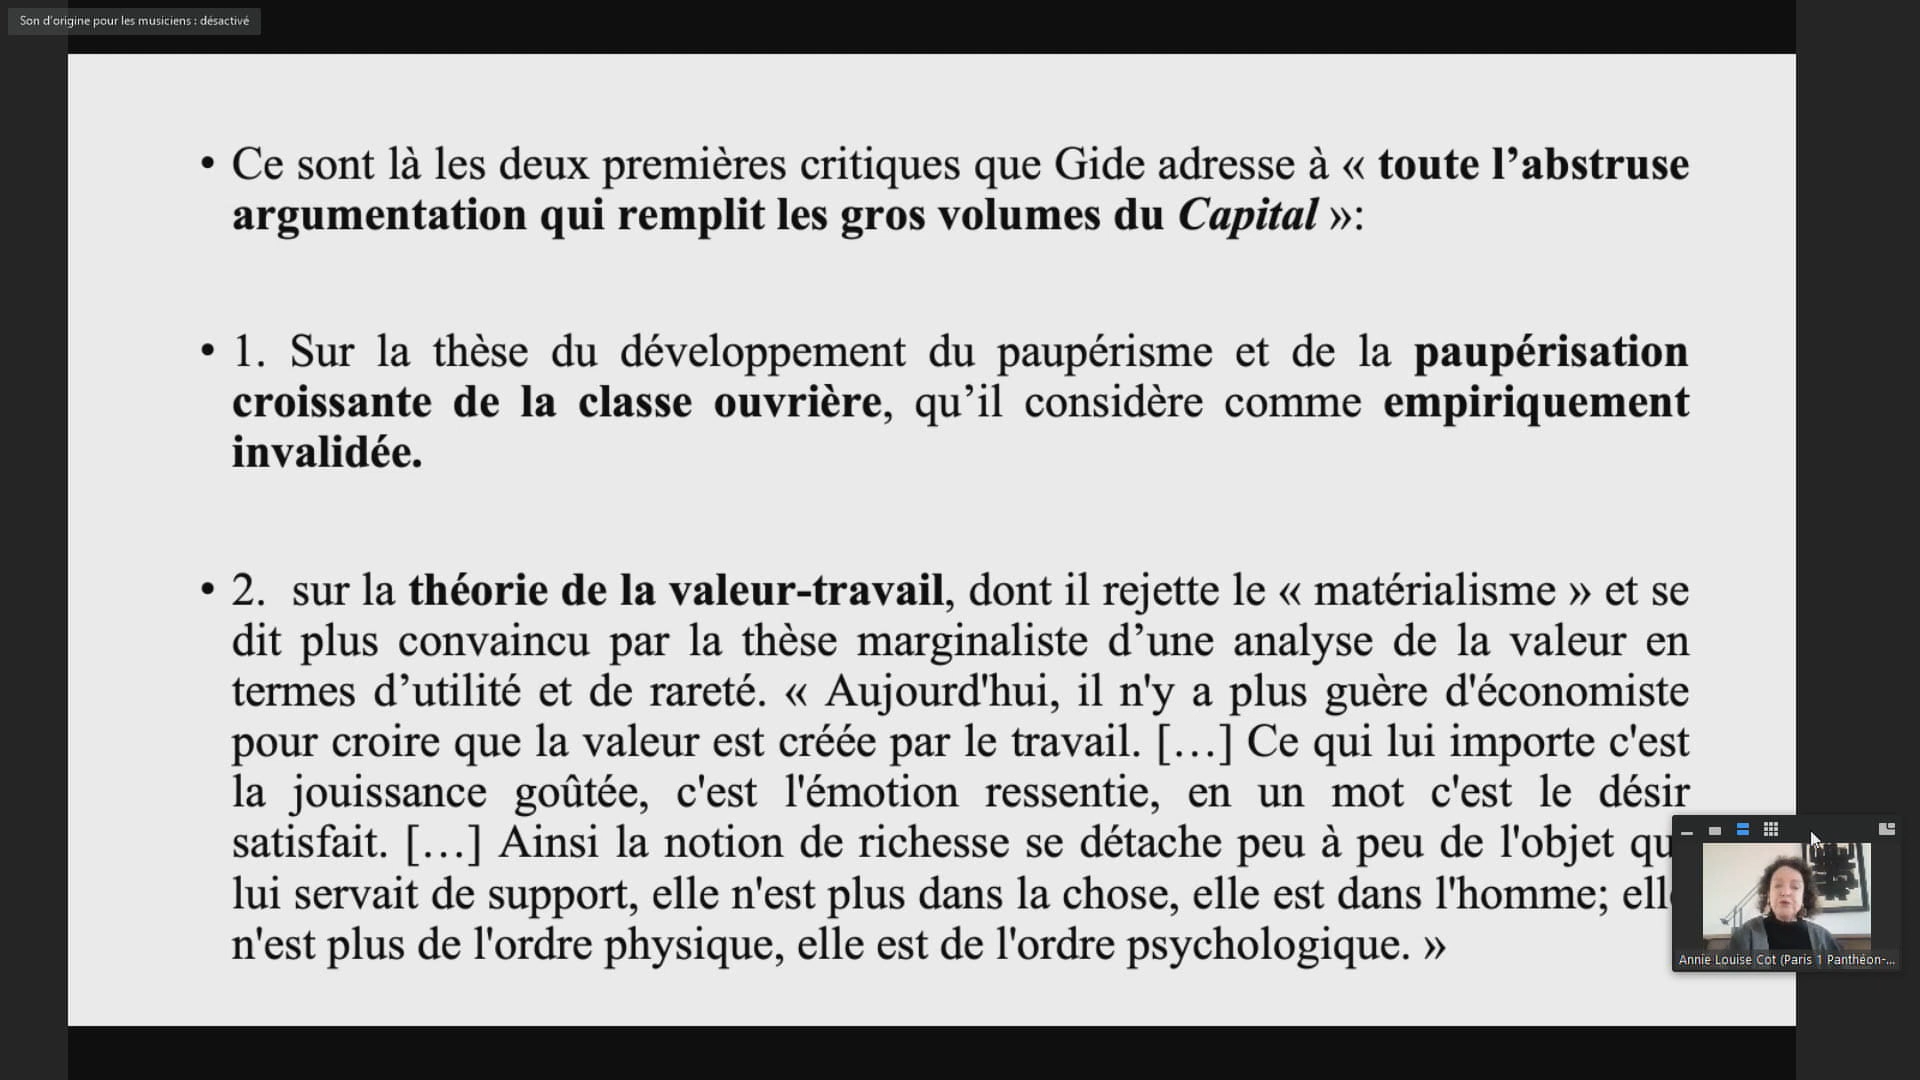 Son d'origine pour les musiciens : désactivé
• Ce sont là les deux premières critiques que Gide adresse à « toute l’abstruse
argumentation qui remplit les gros volumes du Capital »:
• 1. Sur la thèse du développement du paupérisme et de la paupérisation
croissante de la classe ouvrière, qu’il considère comme empiriquement
invalidée.
• 2. sur la théorie de la valeur-travail, dont il rejette le « matérialisme » et se
dit plus convaincu par la thèse marginaliste d’une analyse de la valeur en
termes d’utilité et de rareté. « Aujourd'hui, il n'y a plus guère d'économiste
pour croire que la valeur est créée par le travail. […] Ce qui lui importe c'est
la jouissance goûtée, c'est l'émotion ressentie, en un mot c'est le désir
satisfait. […] Ainsi la notion de richesse se détache peu à peu de l'objet qu
lui servait de support, elle n'est plus dans la chose, elle est dans l'homme; ell
n'est plus de l'ordre physique, elle est de l'ordre psychologique. »
Annie Louise Cot (Paris 1 Panthéon-...